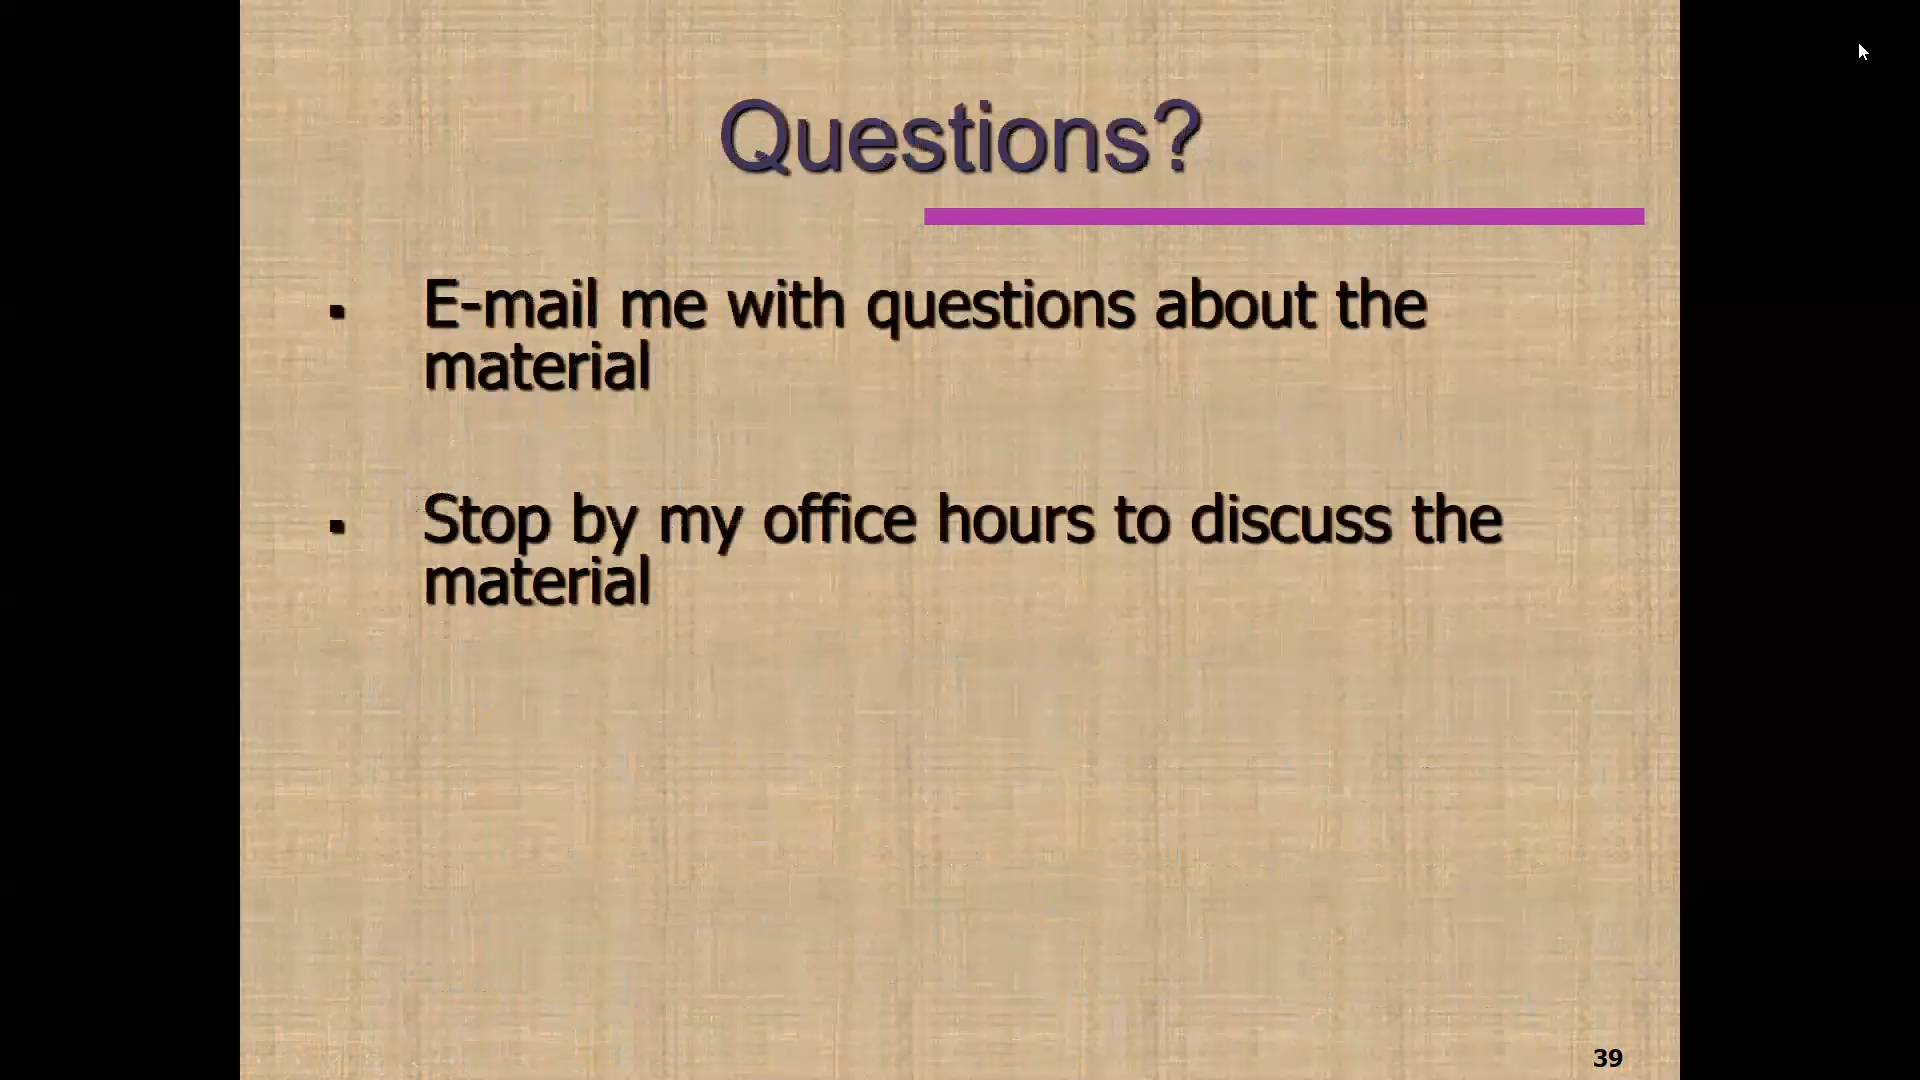 Questions?
▪ E-mail me with questions about the
material
▪ Stop by my office hours to discuss the
material
39